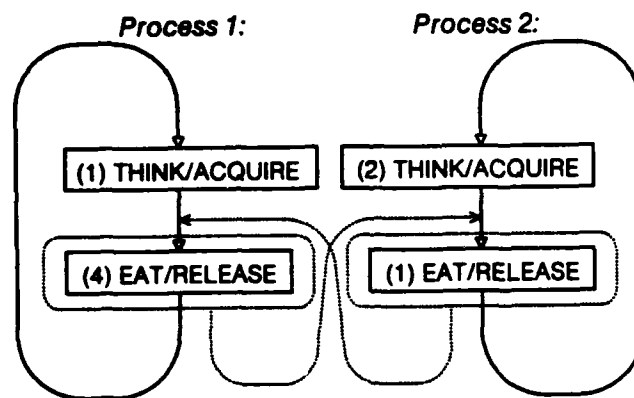 Process 1: Process 2:
(1) THINK/ACQUIRE (2) THINK/ACQUIRE
(4) EAT/RELEASE (1) EAT/RELEASE